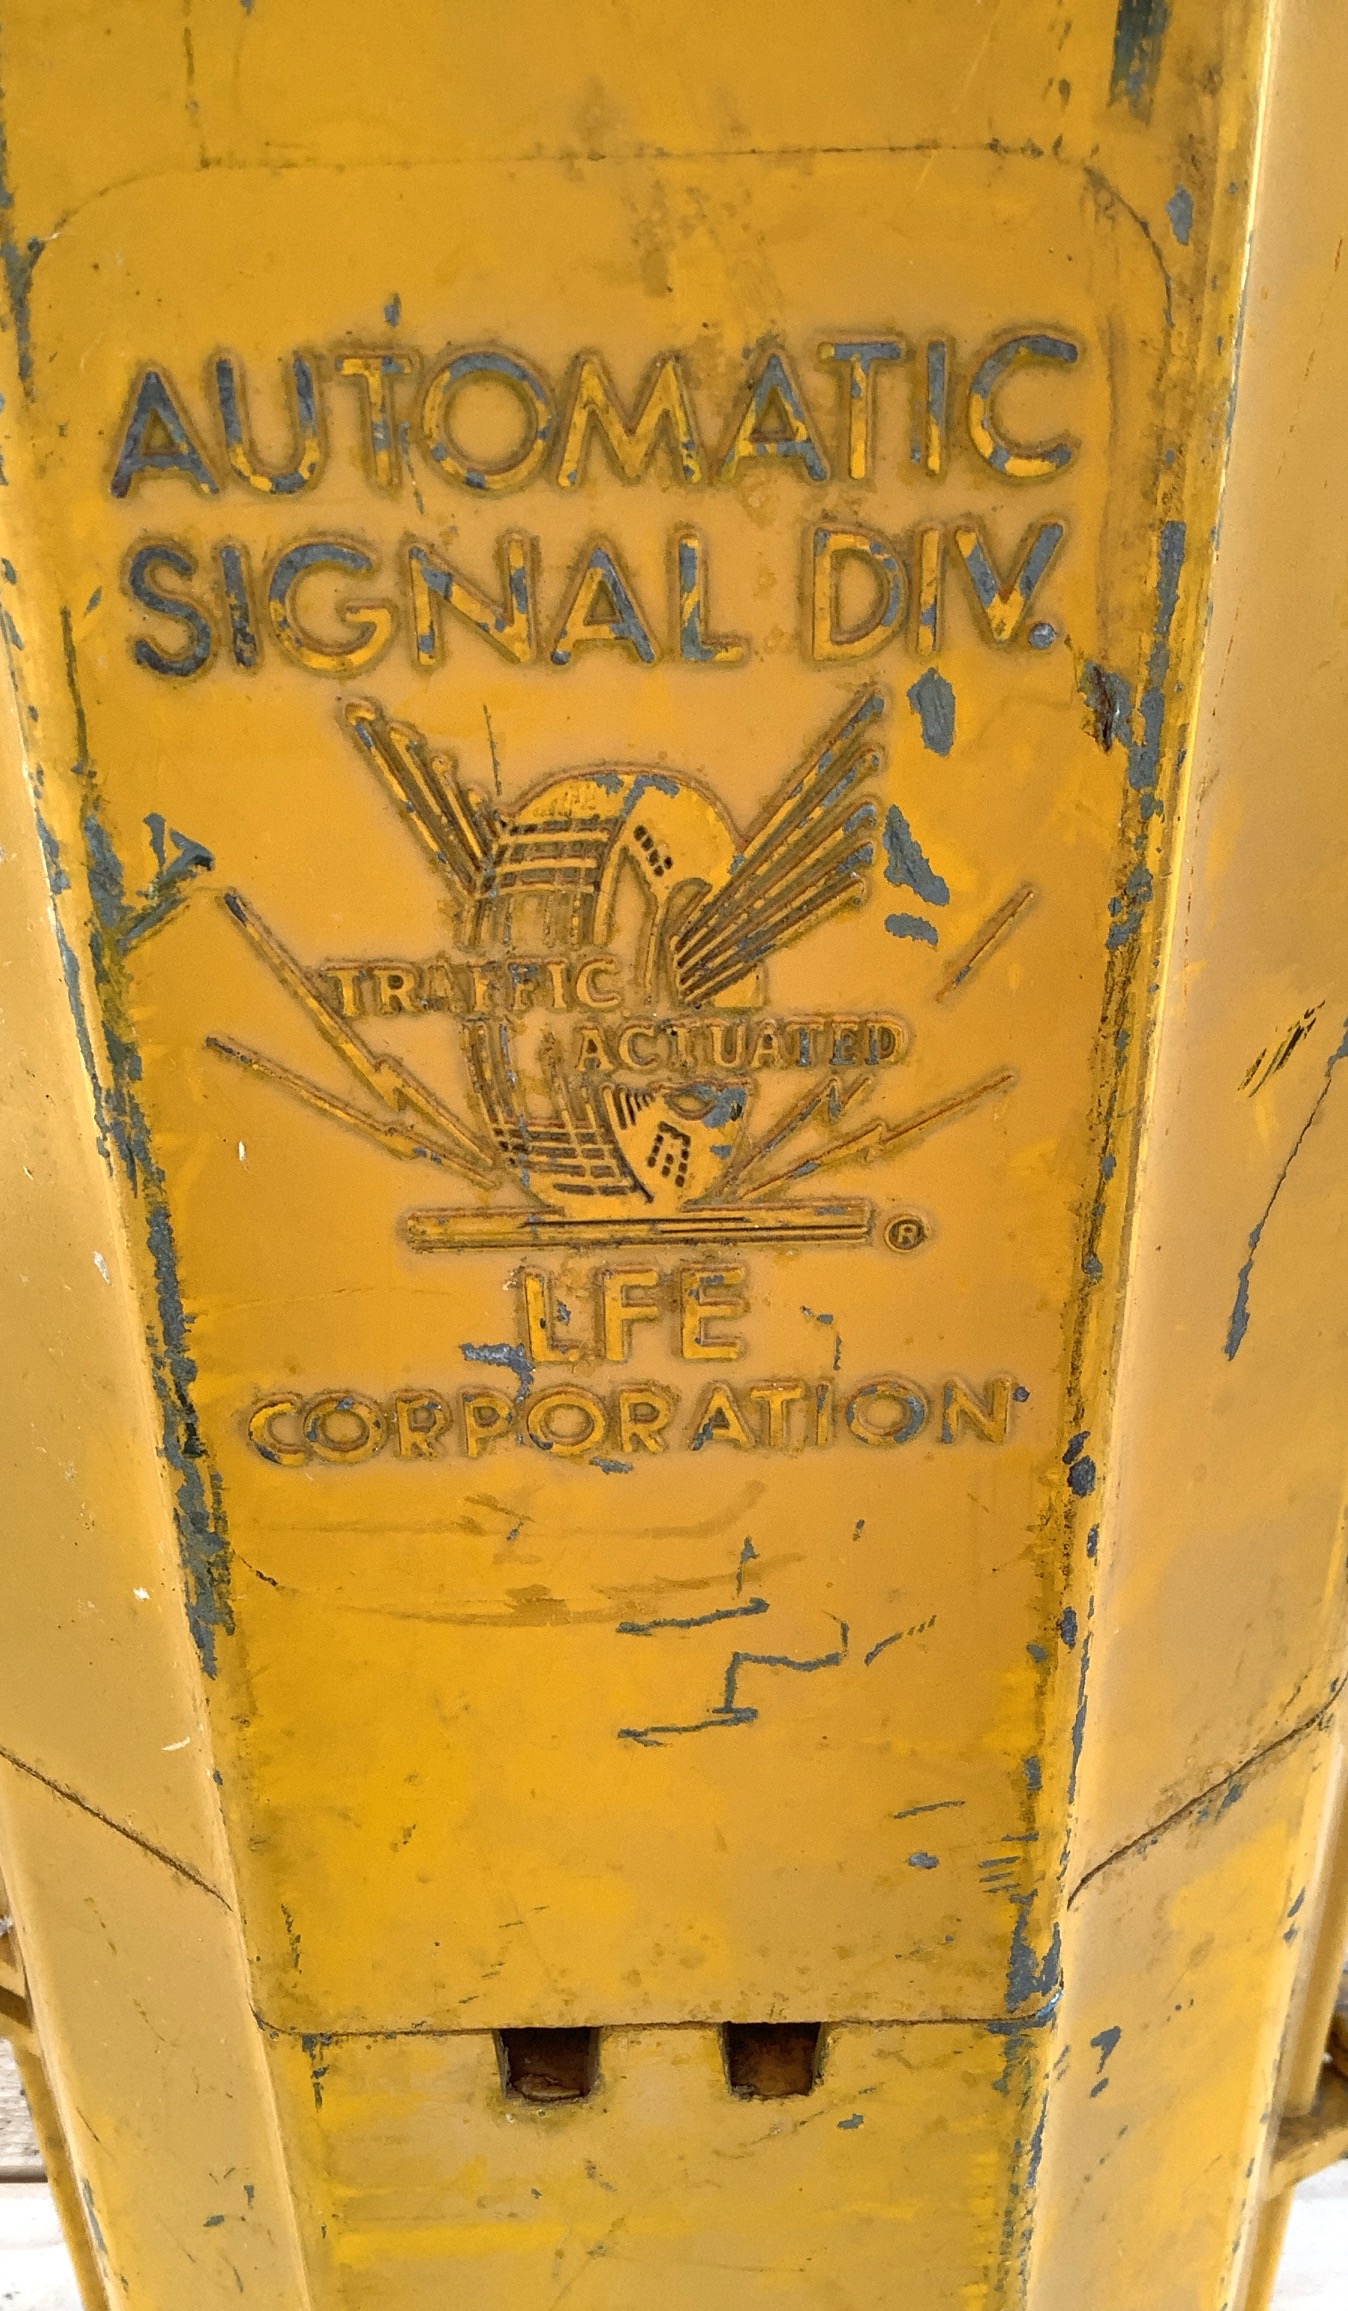 AUTOMATIC
SIGNAL DIV.
TRAFFIC
ACTUATED
®
LFE
CORPORATION